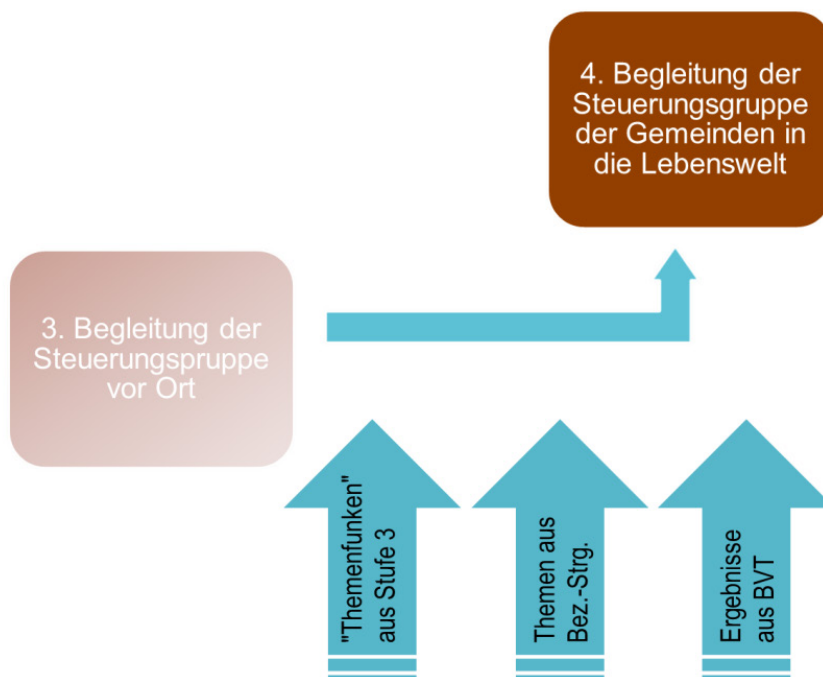 4. Begleitung der
Steuerungsgruppe
der Gemeinden in
die Lebenswelt
3. Begleitung der
Steuerungspruppe
vor Ort
"Themenfunken"
aus Stufe 3
Themen aus
Bez.-Strg.
Ergebnisse
aus BVT